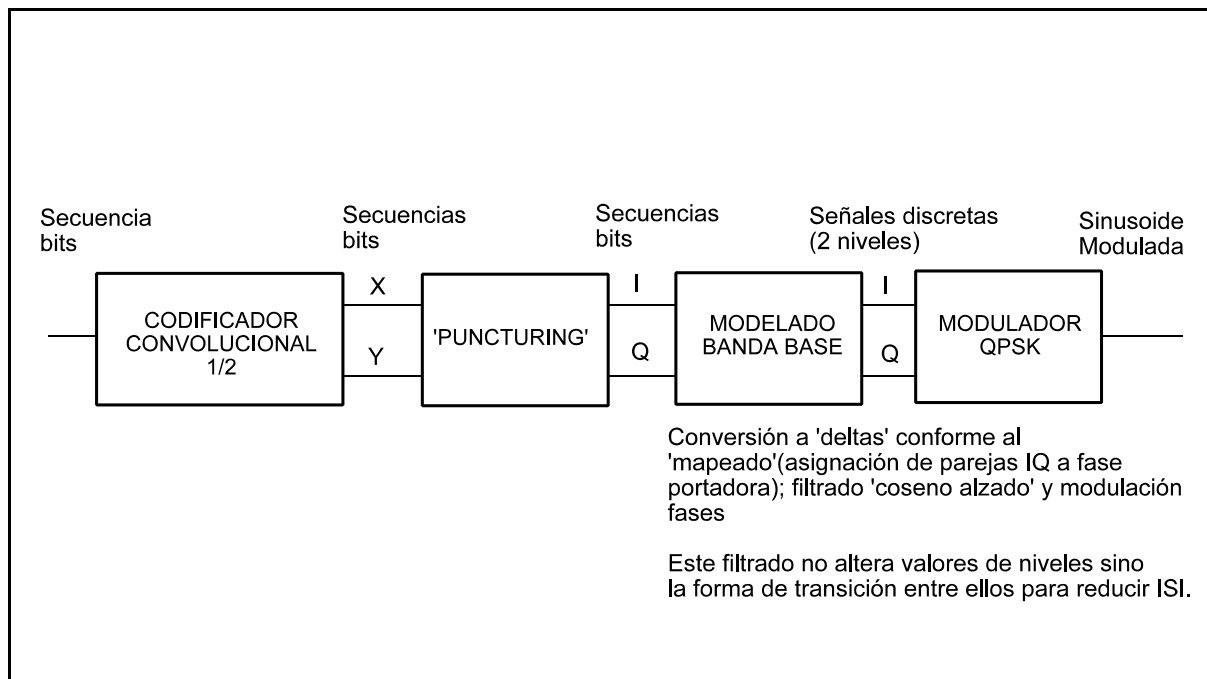 Secuencia
bits
Secuencias
bits
Secuencias
bits
Señales discretas
(2 niveles)
Sinusoide
Modulada
X
Y
I
Q
I
Q
CODIFICADOR
CONVOLUCIONAL
1/2
'PUNCTURING'
MODELADO
BANDA BASE
MODULADOR
QPSK
Conversión a 'deltas' conforme al
'mapeado'(asignación de parejas IQ a fase
portadora); filtrado 'coseno alzado' y modulación
fases
Este filtrado no altera valores de niveles sino
la forma de transición entre ellos para reducir ISI.